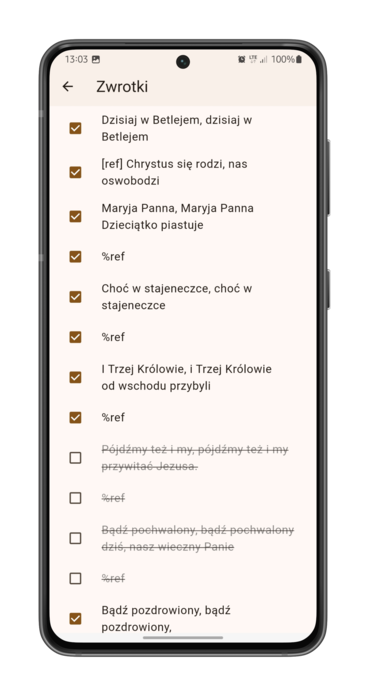 13:03 LTE 100%
Zwrotki
Dzisiaj w Betlejem, dzisiaj w
Betlejem
[ref] Chrystus się rodzi, nas
oswobodzi
Maryja Panna, Maryja Panna
Dzieciątko piastuje
%ref
Choć w stajeneczce, choć w
stajeneczce
%ref
I Trzej Królowie, i Trzej Królowie
od wschodu przybyli
%ref
Pójdźmy też i my, pójdźmy też i my
przywitać Jezusa.
%ref
Bądź pochwalony, bądź pochwalony
dziś, nasz wieczny Panie
%ref
Bądź pozdrowiony, bądź
pozdrowiony,